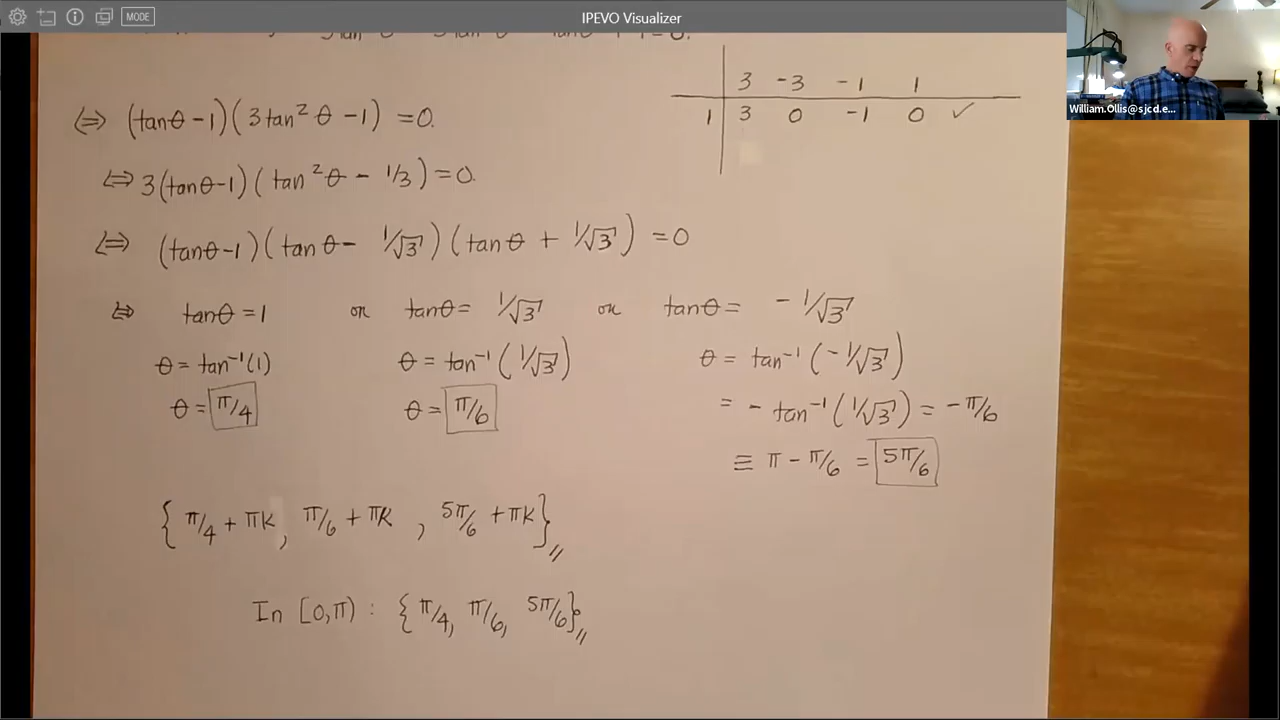 MODE
IPEVO Visualizer
William.Ollis@sjcd.e...
3 -3 -1 1
1 3 0 -1 0 ✓
⇔ (tanθ-1)(3tan²θ-1) =0.
⇔ 3(tanθ-1)(tan²θ - 1/3)=0.
⇔ (tanθ-1)(tanθ- 1/√3)(tanθ + 1/√3) =0
⇔ tanθ=1 or tanθ= 1/√3 or tanθ= -1/√3
θ=tan⁻¹(1) θ=tan⁻¹(1/√3) θ = tan⁻¹(-1/√3)
θ=π/4 θ=π/6 = - tan⁻¹(1/√3) = -π/6
≡ π-π/6 = 5π/6
{π/4+πK, π/6+πK, 5π/6+πK}//
In [0,π) : {π/4, π/6, 5π/6}//